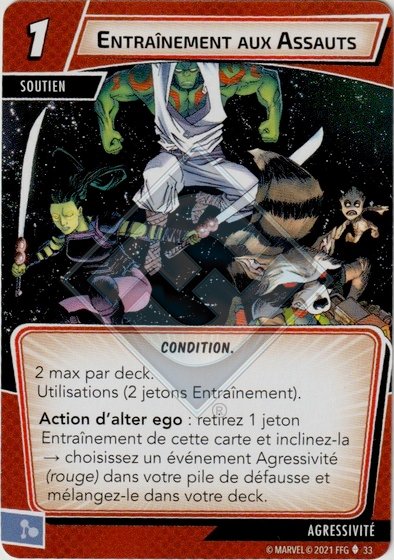 1
ENTRAÎNEMENT AUX ASSAUTS
SOUTIEN
CONDITION.
2 max par deck.
Utilisations (2 jetons Entraînement).
Action d'alter ego : retirez 1 jeton
Entraînement de cette carte et inclinez-la
→ choisissez un événement Agressivité
(rouge) dans votre pile de défausse et
mélangez-le dans votre deck.
AGRESSIVITÉ
© MARVEL © 2021 FFG 33